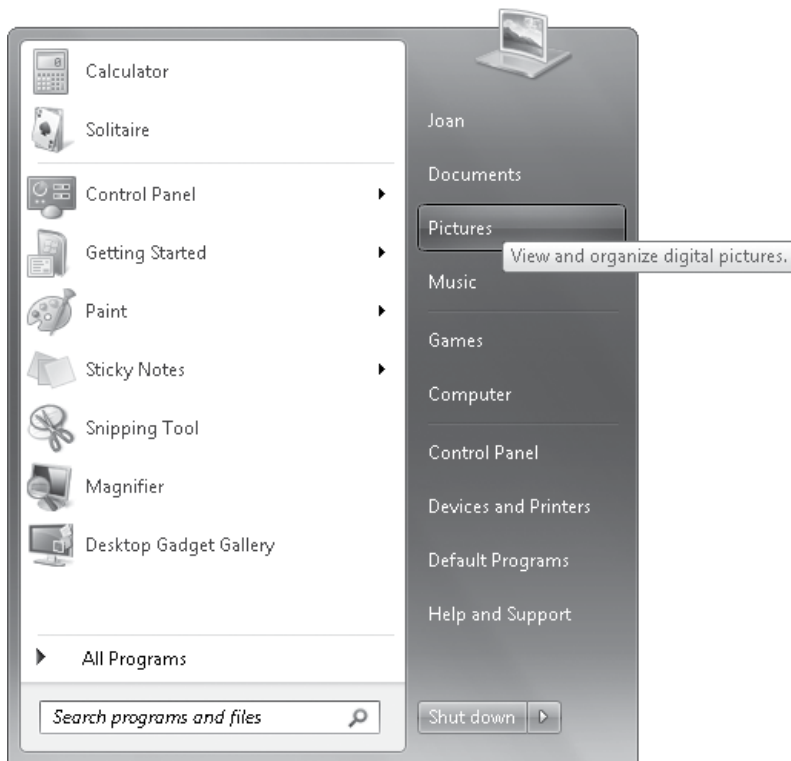 Calculator
Solitaire
Control Panel
Getting Started
Paint
Sticky Notes
Snipping Tool
Magnifier
Desktop Gadget Gallery
All Programs
Search programs and files
Joan
Documents
Pictures
View and organize digital pictures.
Music
Games
Computer
Control Panel
Devices and Printers
Default Programs
Help and Support
Shut down